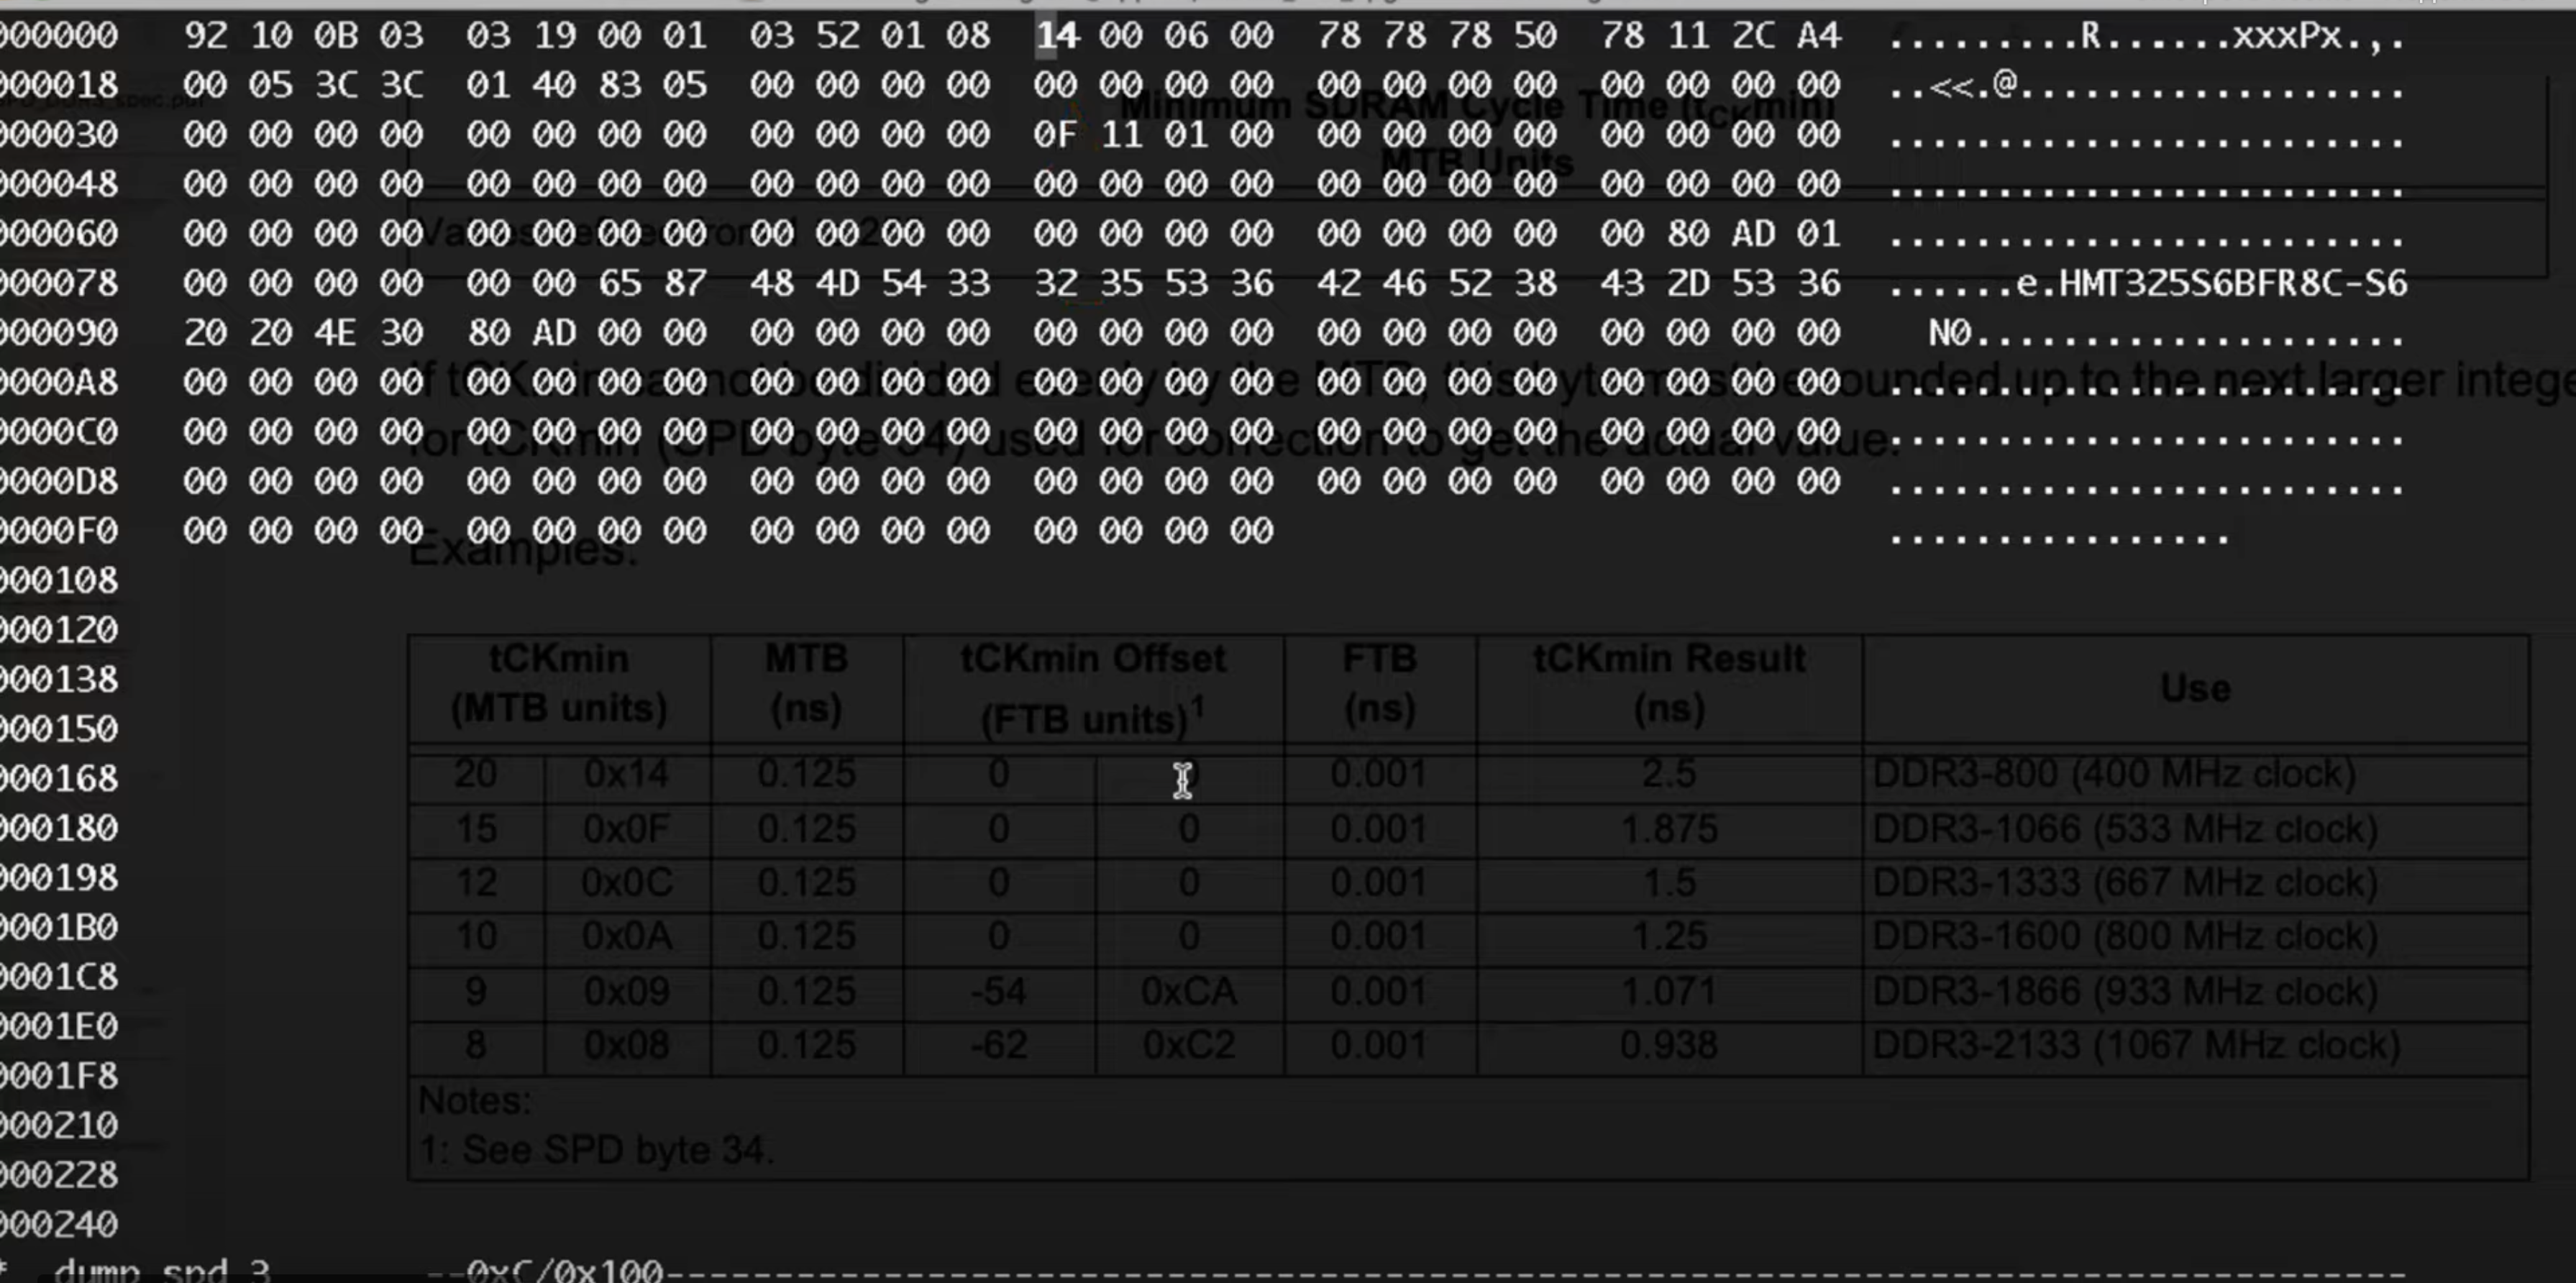 000000 92 10 0B 03 03 19 00 01 03 52 01 08 14 00 06 00 78 78 78 50 78 11 2C A4 .........R......xxxPx.,.
000018 00 05 3C 3C 01 40 83 05 00 00 00 00 00 00 00 00 00 00 00 00 00 00 00 00 ..<<.@..................
Minimum SDRAM Cycle Time (tCKmin)
000030 00 00 00 00 00 00 00 00 00 00 00 00 0F 11 01 00 00 00 00 00 00 00 00 00 ........................
MTB Units
000048 00 00 00 00 00 00 00 00 00 00 00 00 00 00 00 00 00 00 00 00 00 00 00 00 ........................
000060 00 00 00 00 00 00 00 00 00 00 00 00 00 00 00 00 00 00 00 00 00 80 AD 01 ........................
000078 00 00 00 00 00 00 65 87 48 4D 54 33 32 35 53 36 42 46 52 38 43 2D 53 36 ......e.HMT325S6BFR8C-S6
000090 20 20 4E 30 80 AD 00 00 00 00 00 00 00 00 00 00 00 00 00 00 00 00 00 00 N0....................
0000A8 00 00 00 00 00 00 00 00 00 00 00 00 00 00 00 00 00 00 00 00 00 00 00 00 ........................
If tCKmin cannot be divided evenly by the MTB, this byte must be rounded up to the next larger intege
0000C0 00 00 00 00 00 00 00 00 00 00 00 00 00 00 00 00 00 00 00 00 00 00 00 00 ........................
for tCKmin (SPD byte 34) used for correction to get the actual value.
0000D8 00 00 00 00 00 00 00 00 00 00 00 00 00 00 00 00 00 00 00 00 00 00 00 00 ........................
0000F0 00 00 00 00 00 00 00 00 00 00 00 00 00 00 00 00 ................
Examples:
000108
000120
000138
000150
000168
000180
000198
0001B0
0001C8
0001E0
0001F8
000210
000228
000240
tCKmin (MTB units) MTB (ns) tCKmin Offset (FTB units)1 FTB (ns) tCKmin Result (ns) Use
20 0x14 0.125 0 0 0.001 2.5 DDR3-800 (400 MHz clock)
15 0x0F 0.125 0 0 0.001 1.875 DDR3-1066 (533 MHz clock)
12 0x0C 0.125 0 0 0.001 1.5 DDR3-1333 (667 MHz clock)
10 0x0A 0.125 0 0 0.001 1.25 DDR3-1600 (800 MHz clock)
9 0x09 0.125 -54 0xCA 0.001 1.071 DDR3-1866 (933 MHz clock)
8 0x08 0.125 -62 0xC2 0.001 0.938 DDR3-2133 (1067 MHz clock)
Notes:
1: See SPD byte 34.
* dump spd 3 --0xC/0x100--------------------------------------------------------